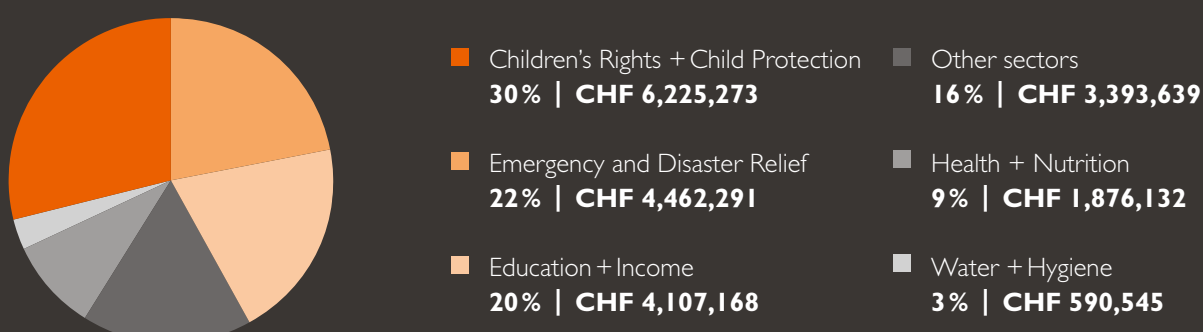 Children's Rights + Child Protection
30% | CHF 6,225,273
Emergency and Disaster Relief
22% | CHF 4,462,291
Education + Income
20% | CHF 4,107,168
Other sectors
16% | CHF 3,393,639
Health + Nutrition
9% | CHF 1,876,132
Water + Hygiene
3% | CHF 590,545